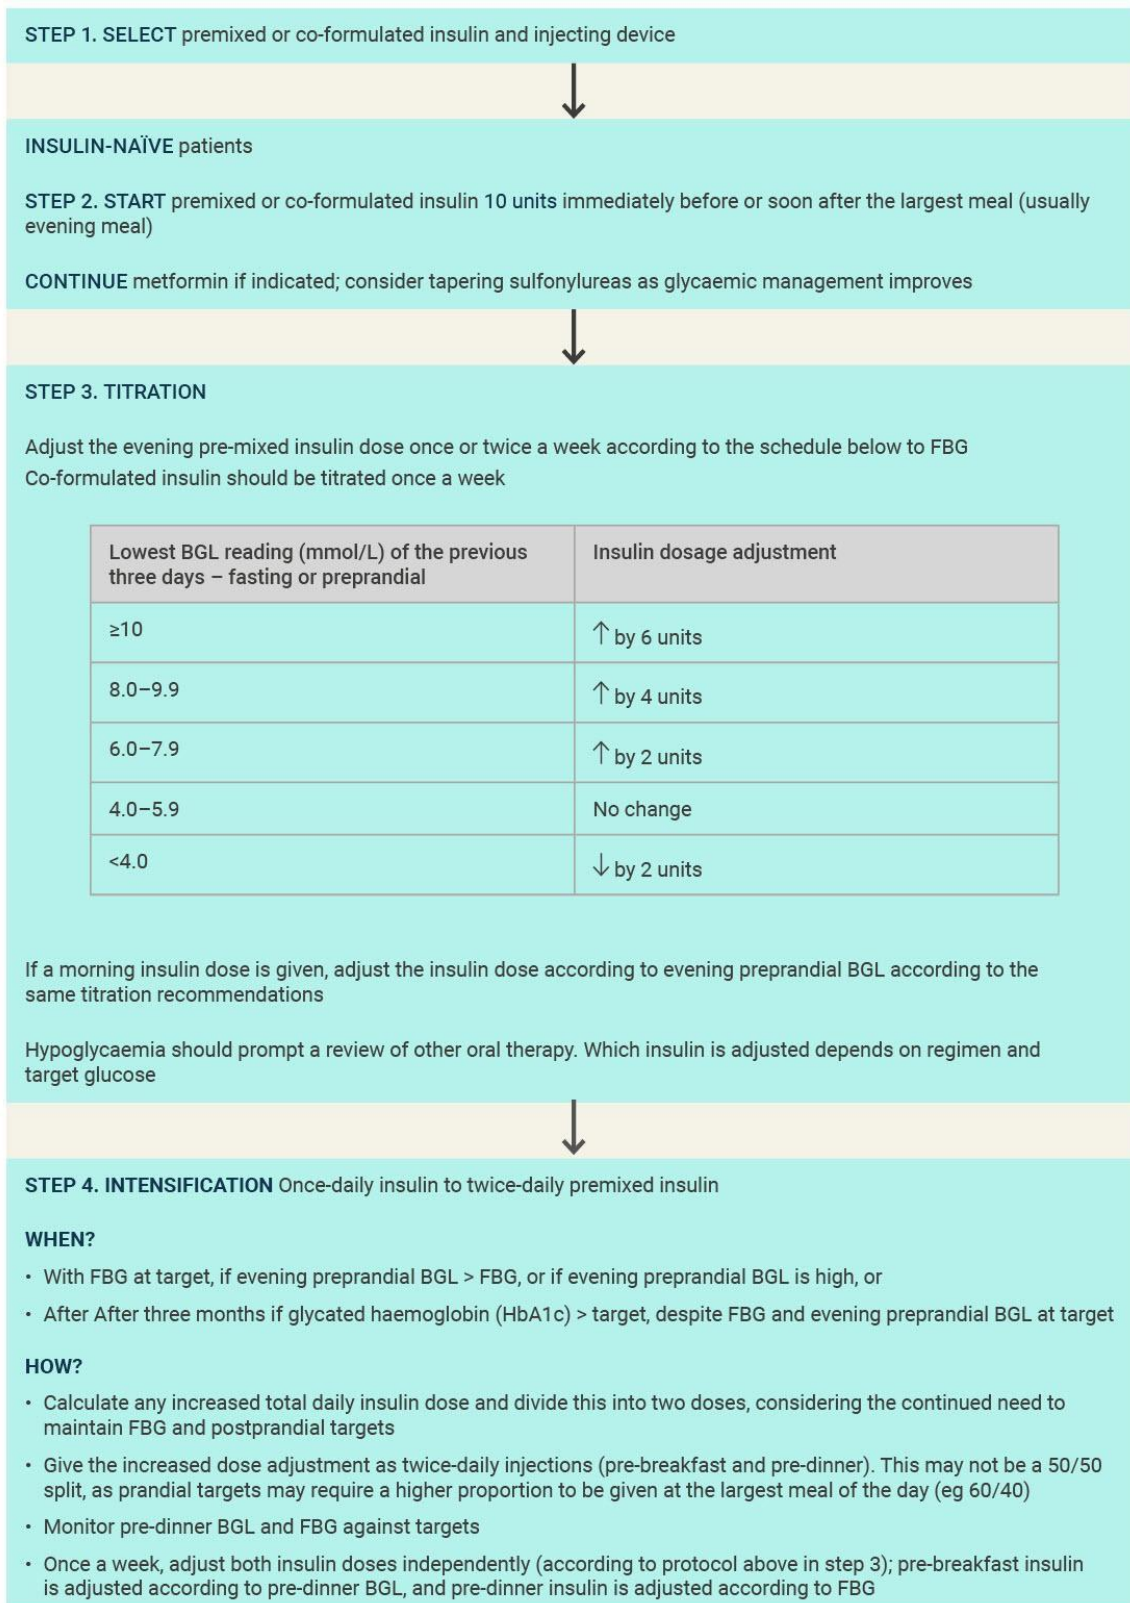 STEP 1. SELECT premixed or co-formulated insulin and injecting device
INSULIN-NAÏVE patients
STEP 2. START premixed or co-formulated insulin 10 units immediately before or soon after the largest meal (usually
evening meal)
CONTINUE metformin if indicated; consider tapering sulfonylureas as glycaemic management improves
STEP 3. TITRATION
Adjust the evening pre-mixed insulin dose once or twice a week according to the schedule below to FBG
Co-formulated insulin should be titrated once a week
Lowest BGL reading (mmol/L) of the previous
three days – fasting or preprandial
Insulin dosage adjustment
≥10
↑ by 6 units
8.0–9.9
↑ by 4 units
6.0–7.9
↑ by 2 units
4.0–5.9
No change
<4.0
↓ by 2 units
If a morning insulin dose is given, adjust the insulin dose according to evening preprandial BGL according to the
same titration recommendations
Hypoglycaemia should prompt a review of other oral therapy. Which insulin is adjusted depends on regimen and
target glucose
STEP 4. INTENSIFICATION Once-daily insulin to twice-daily premixed insulin
WHEN?
• With FBG at target, if evening preprandial BGL > FBG, or if evening preprandial BGL is high, or
• After After three months if glycated haemoglobin (HbA1c) > target, despite FBG and evening preprandial BGL at target
HOW?
• Calculate any increased total daily insulin dose and divide this into two doses, considering the continued need to
maintain FBG and postprandial targets
• Give the increased dose adjustment as twice-daily injections (pre-breakfast and pre-dinner). This may not be a 50/50
split, as prandial targets may require a higher proportion to be given at the largest meal of the day (eg 60/40)
• Monitor pre-dinner BGL and FBG against targets
• Once a week, adjust both insulin doses independently (according to protocol above in step 3); pre-breakfast insulin
is adjusted according to pre-dinner BGL, and pre-dinner insulin is adjusted according to FBG